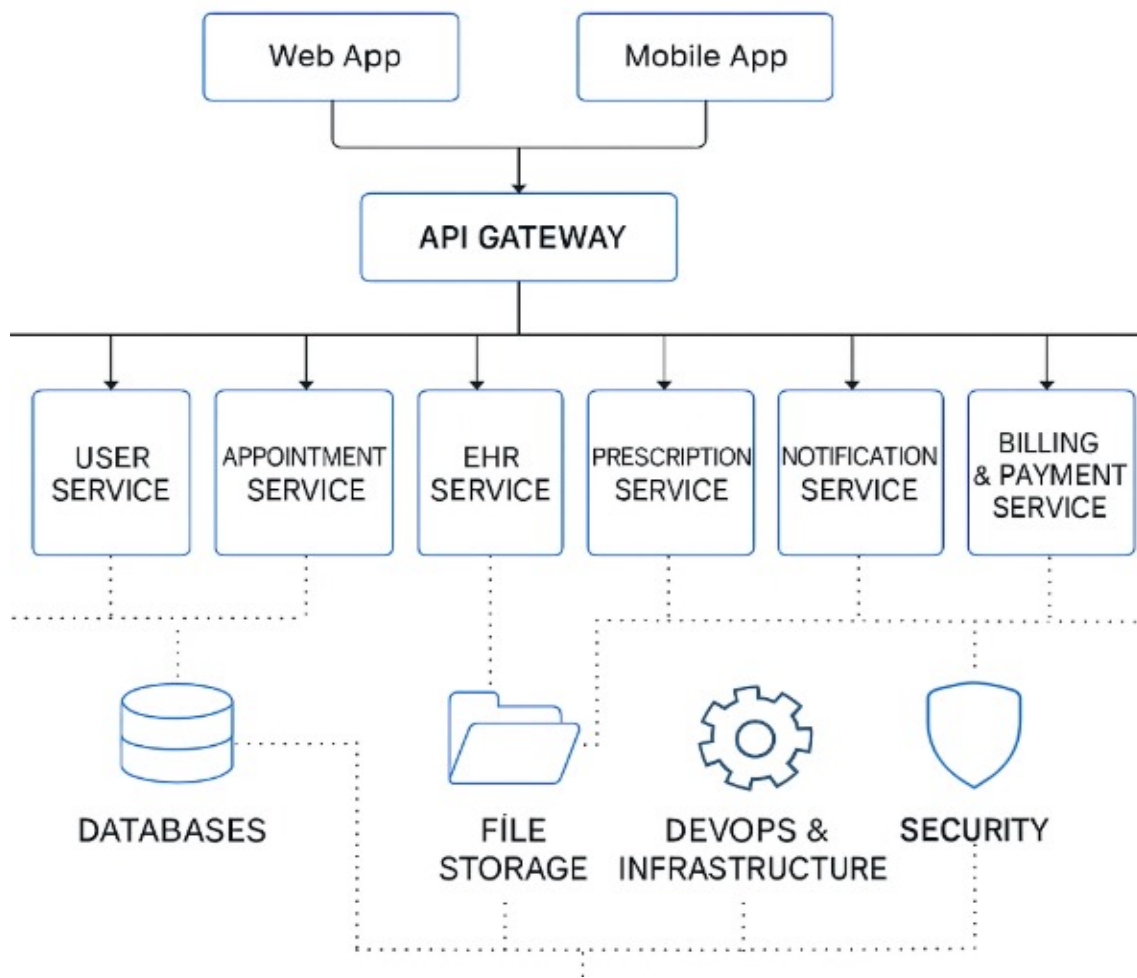 Web App
Mobile App
API GATEWAY
USER
SERVICE
APPOINTMENT
SERVICE
EHR
SERVICE
PRESCRIPTION
SERVICE
NOTIFICATION
SERVICE
BILLING
& PAYMENT
SERVICE
DATABASES
FİLE
STORAGE
DEVOPS &
INFRASTRUCTURE
SECURITY